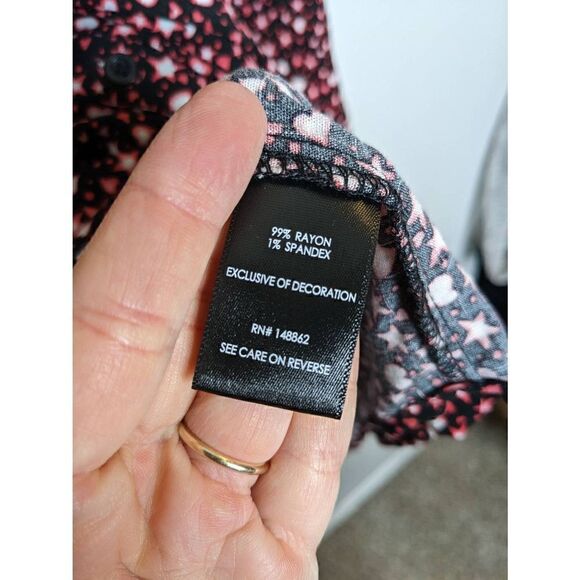 99% RAYON
1% SPANDEX
EXCLUSIVE OF DECORATION
RN# 148862
SEE CARE ON REVERSE